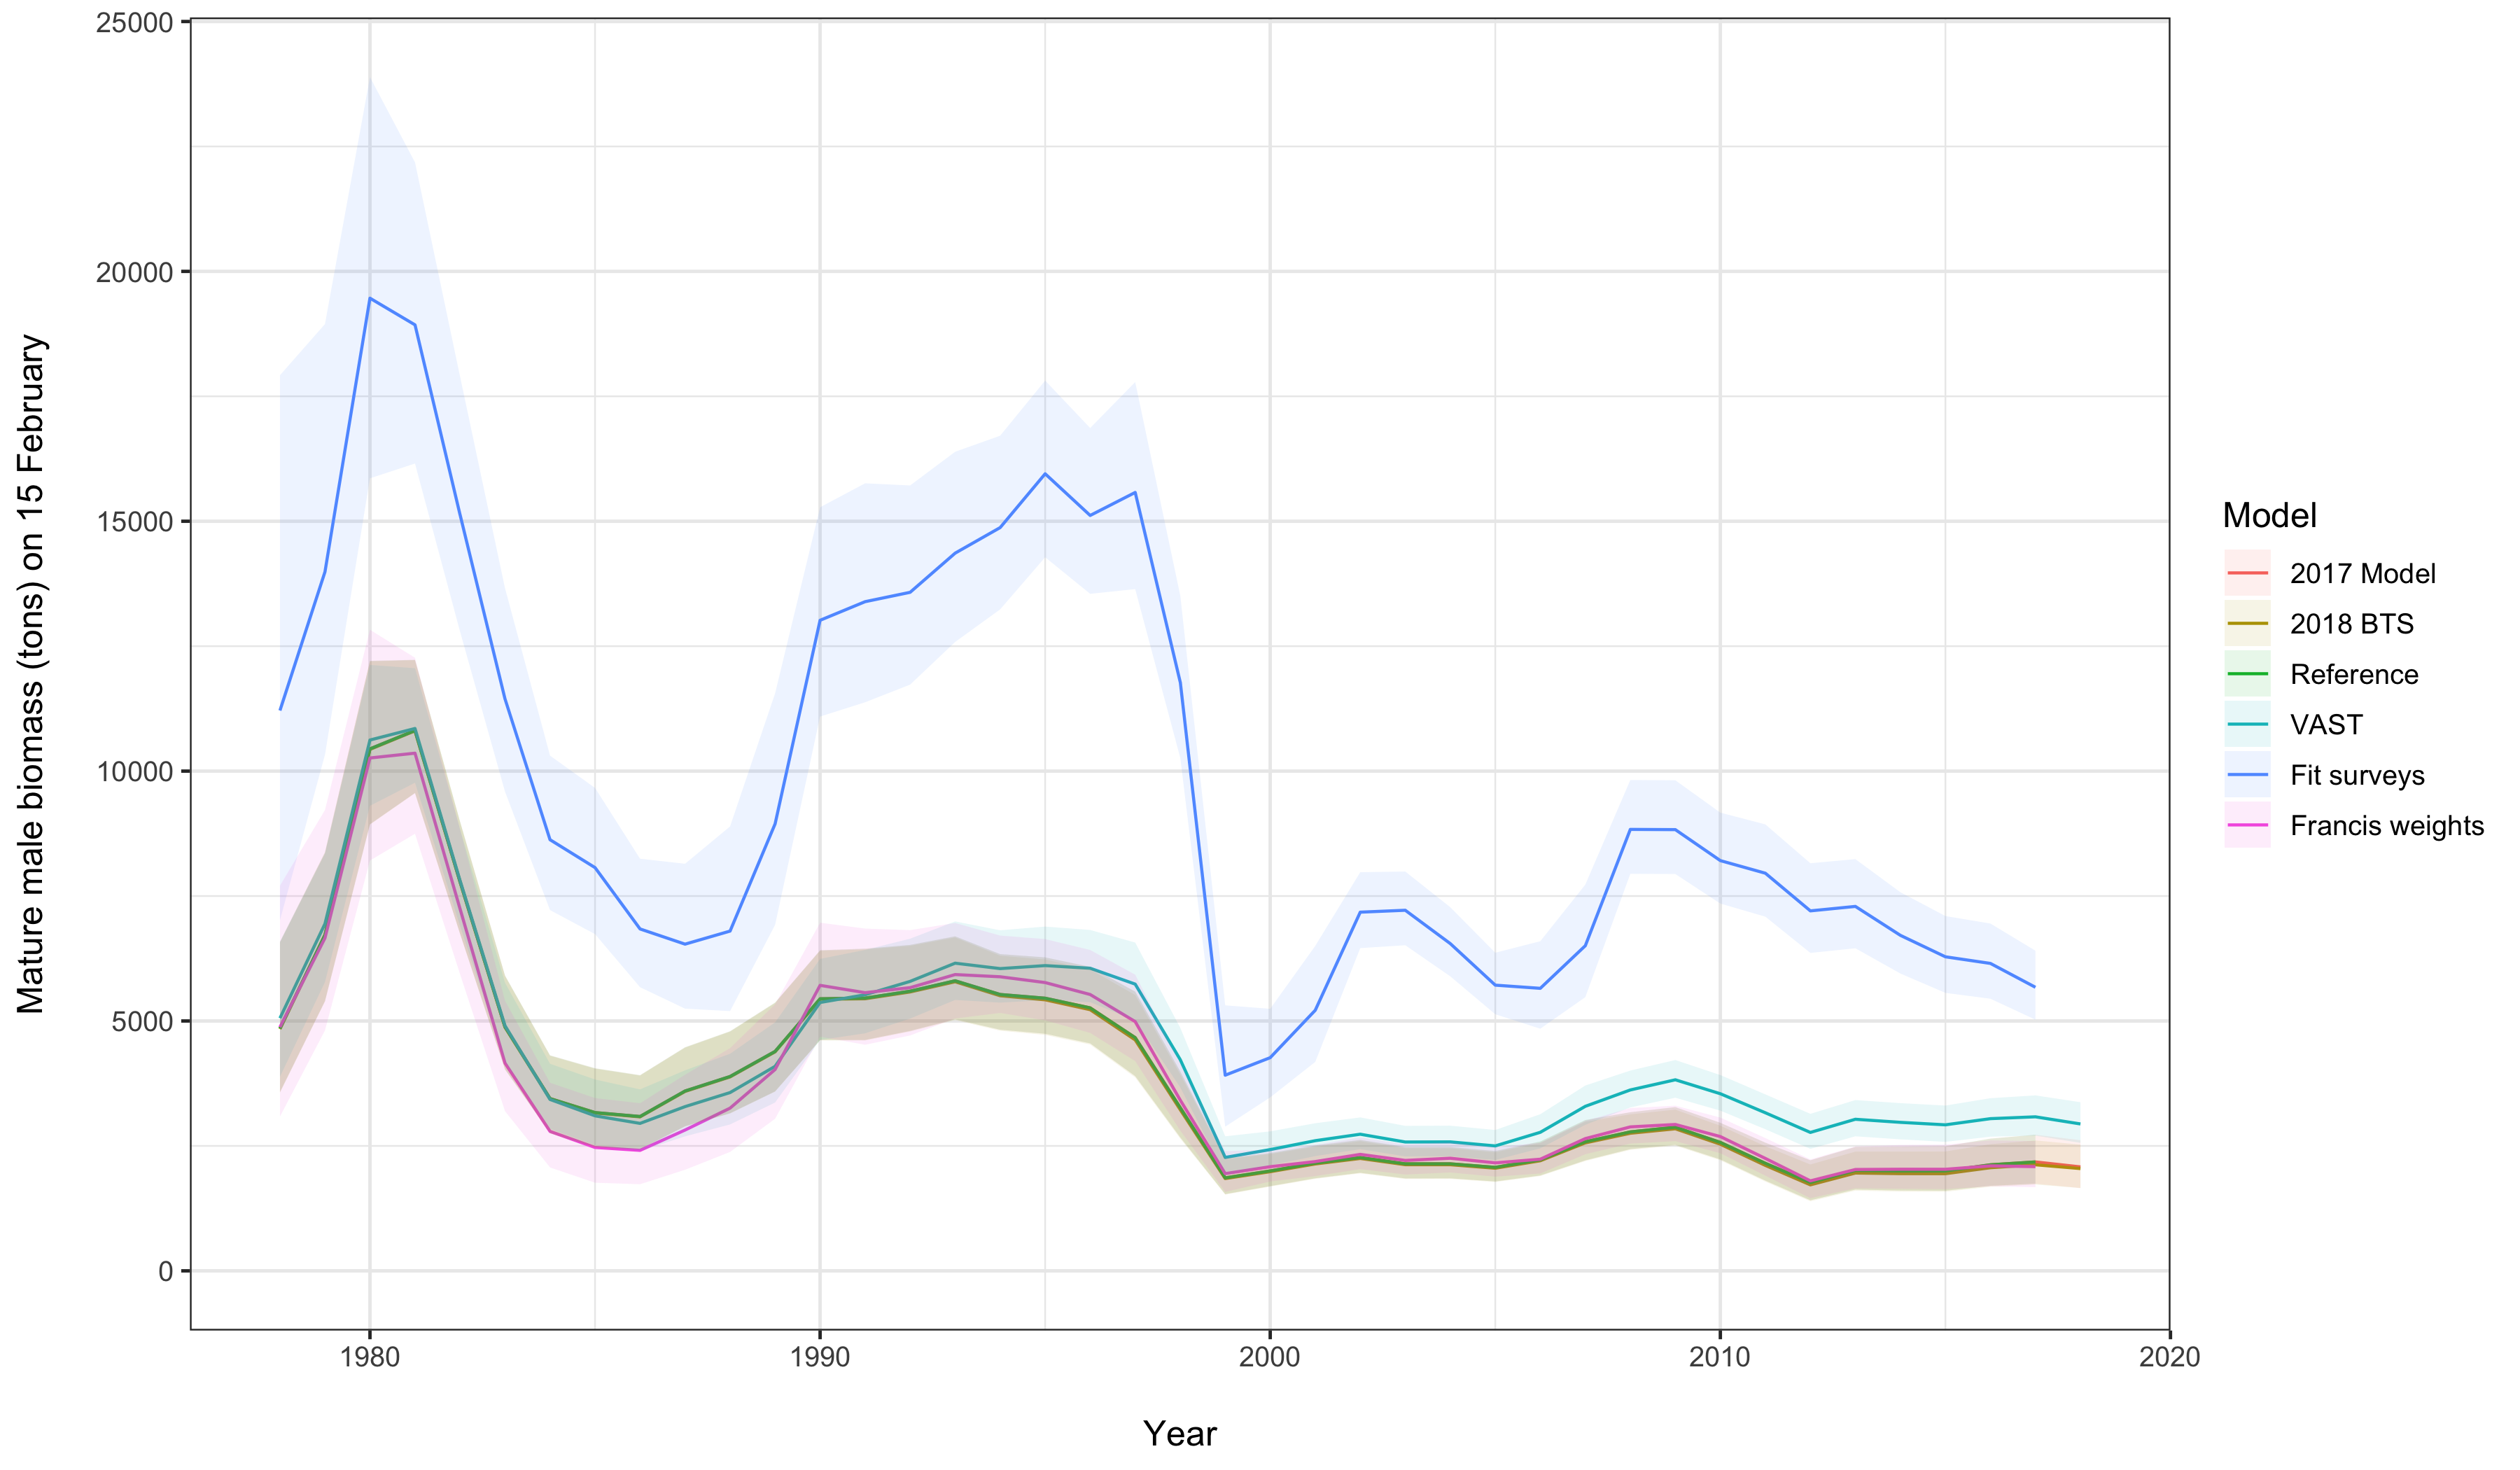 Mature male biomass (tons) on 15 February
25000
20000
15000
10000
5000
0
1980
1990
2000
2010
2020
Year
Model
2017 Model
2018 BTS
Reference
VAST
Fit surveys
Francis weights